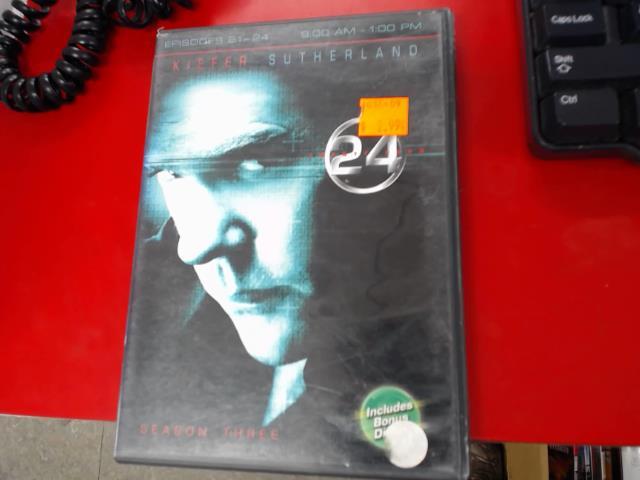 EPISODES 21-24 9:00 AM - 1:00 PM
KIEFER SUTHERLAND
24
SEASON THREE
Includes
Bonus
Caps Lock
Shift
Ctrl